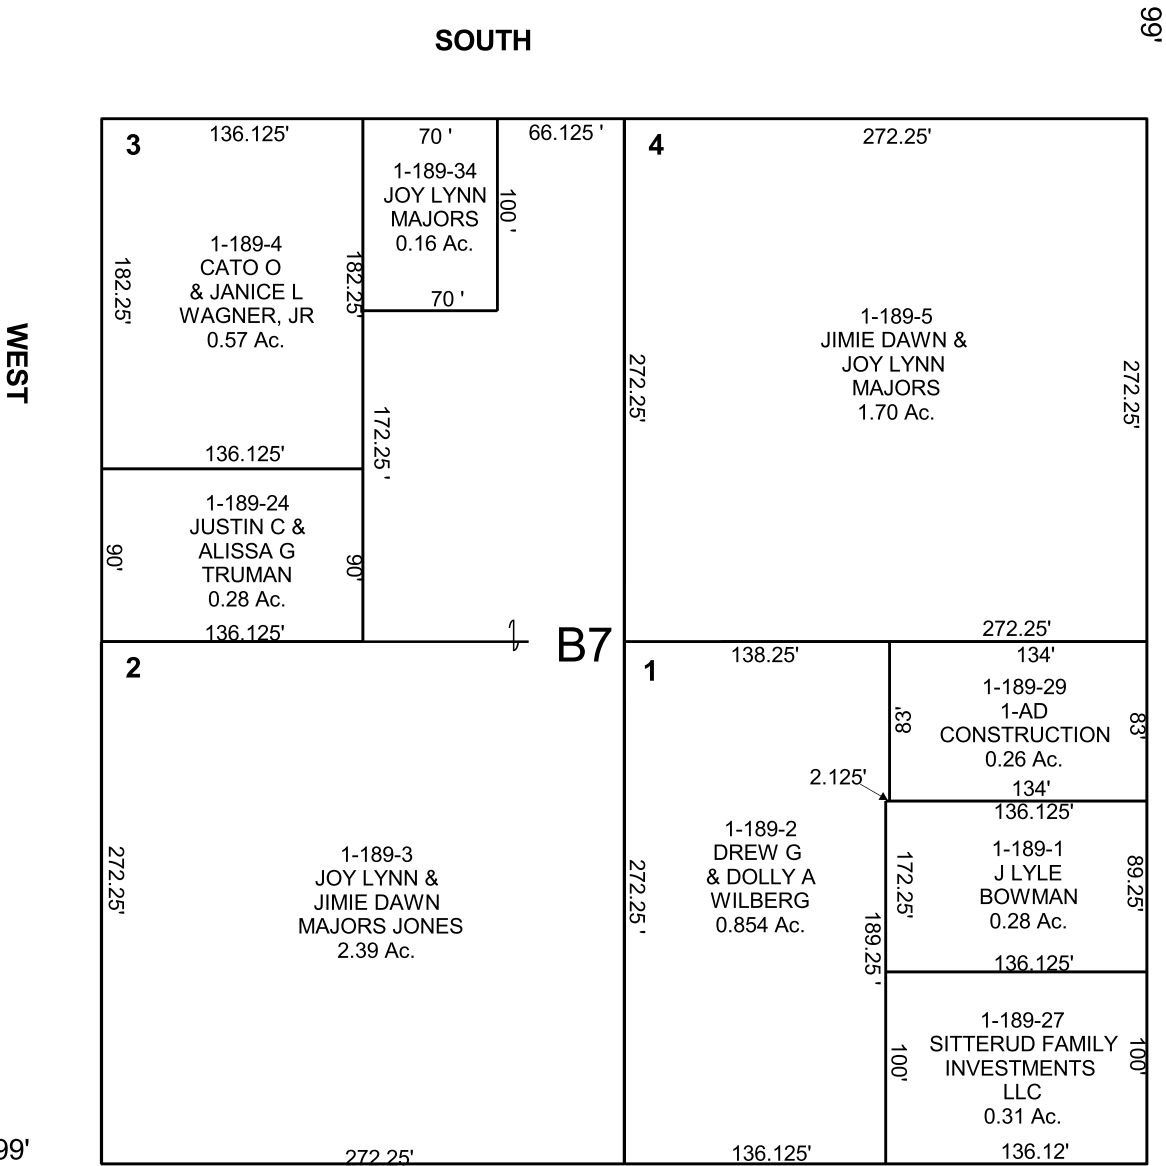 99'
SOUTH
WEST
99'
3
136.125'
182.25'
1-189-4
CATO O
& JANICE L
WAGNER, JR
0.57 Ac.
182.25'
136.125'
70 '
1-189-34
JOY LYNN
MAJORS
0.16 Ac.
100 '
70 '
66.125 '
172.25 '
90'
1-189-24
JUSTIN C &
ALISSA G
TRUMAN
0.28 Ac.
90'
136.125'
4
272.25'
272.25'
1-189-5
JIMIE DAWN &
JOY LYNN
MAJORS
1.70 Ac.
272.25'
272.25'
B7
2
272.25'
1-189-3
JOY LYNN &
JIMIE DAWN
MAJORS JONES
2.39 Ac.
272.25'
1
138.25'
2.125'
272.25 '
1-189-2
DREW G
& DOLLY A
WILBERG
0.854 Ac.
189.25 '
136.125'
134'
83'
1-189-29
1-AD
CONSTRUCTION
0.26 Ac.
83'
134'
136.125'
172.25'
1-189-1
J LYLE
BOWMAN
0.28 Ac.
89.25'
136.125'
100'
1-189-27
SITTERUD FAMILY
INVESTMENTS
LLC
0.31 Ac.
100'
136.12'